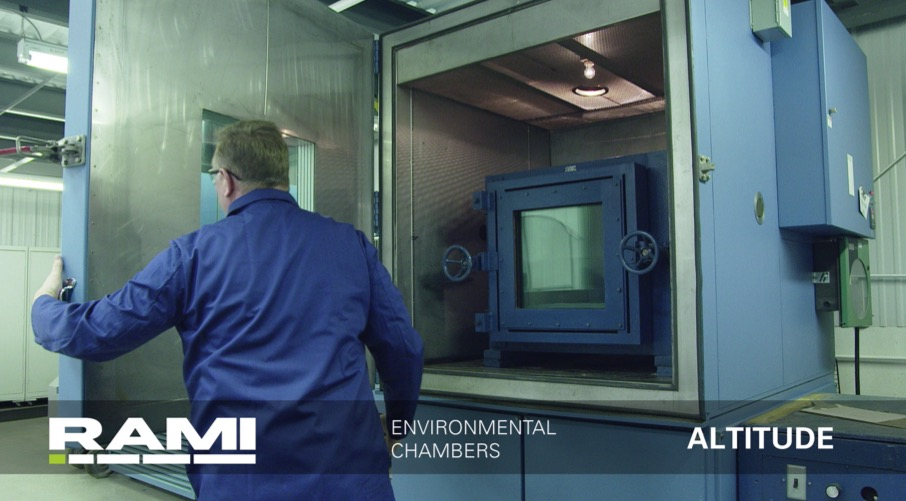 RAMI
ENVIRONMENTAL
CHAMBERS
ALTITUDE